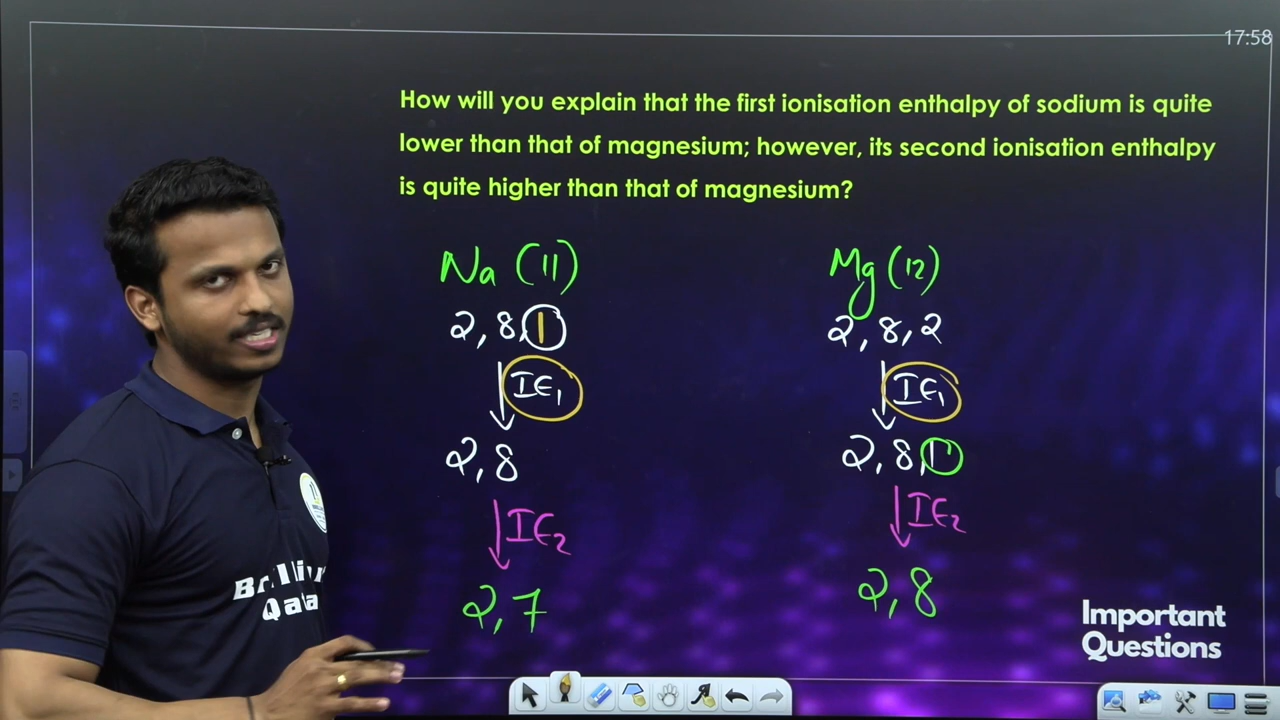 17:58
How will you explain that the first ionisation enthalpy of sodium is quite
lower than that of magnesium; however, its second ionisation enthalpy
is quite higher than that of magnesium?
Na (11)
2,8,1
IE₁
2,8
IE₂
2,7
Mg (12)
2,8,2
IE₁
2,8,1
IE₂
2,8
Important
Questions